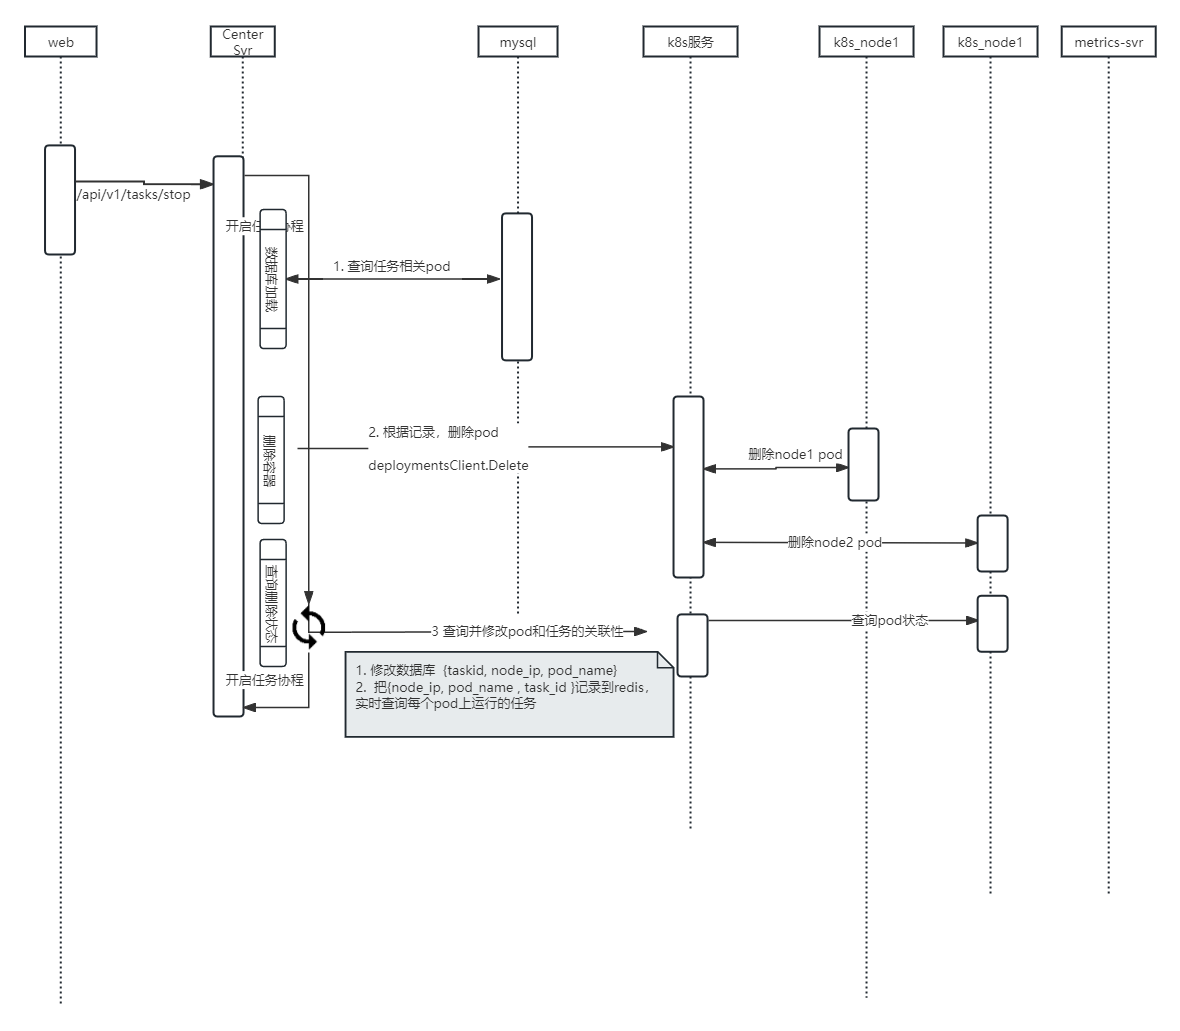 web
Center
Svr
mysql
k8s服务
k8s_node1
k8s_node1
metrics-svr
/api/v1/tasks/stop
开启任 协程
数据库加载
1. 查询任务相关pod
2. 根据记录，删除pod
deploymentsClient.Delete
删除容器
删除node1 pod
删除node2 pod
查询删除状态
3 查询并修改pod和任务的关联性
查询pod状态
开启任务协程
1. 修改数据库 {taskid, node_ip, pod_name}
2. 把{node_ip, pod_name , task_id }记录到redis，
实时查询每个pod上运行的任务